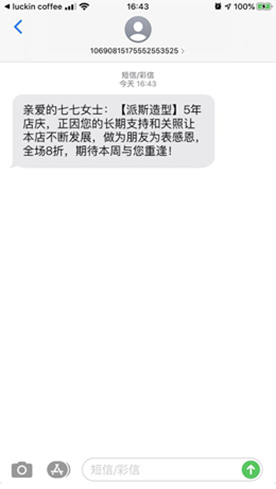 luckin coffee
16:43
100%
10690815175552553525 >
短信/彩信
今天 16:43
亲爱的七七女士：【派斯造型】5年
店庆，正因您的长期支持和关照让
本店不断发展，做为朋友为表感恩，
全场8折，期待本周与您重逢！
短信/彩信